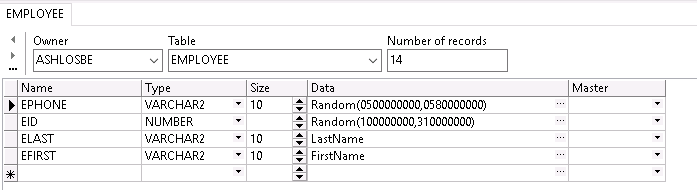 EMPLOYEE
Owner Table Number of records
ASHLOSBE EMPLOYEE 14
Name Type Size Data Master
EPHONE VARCHAR2 10 Random(0500000000,0580000000) ...
EID NUMBER Random(100000000,310000000) ...
ELAST VARCHAR2 10 LastName ...
EFIRST VARCHAR2 10 FirstName ...
...